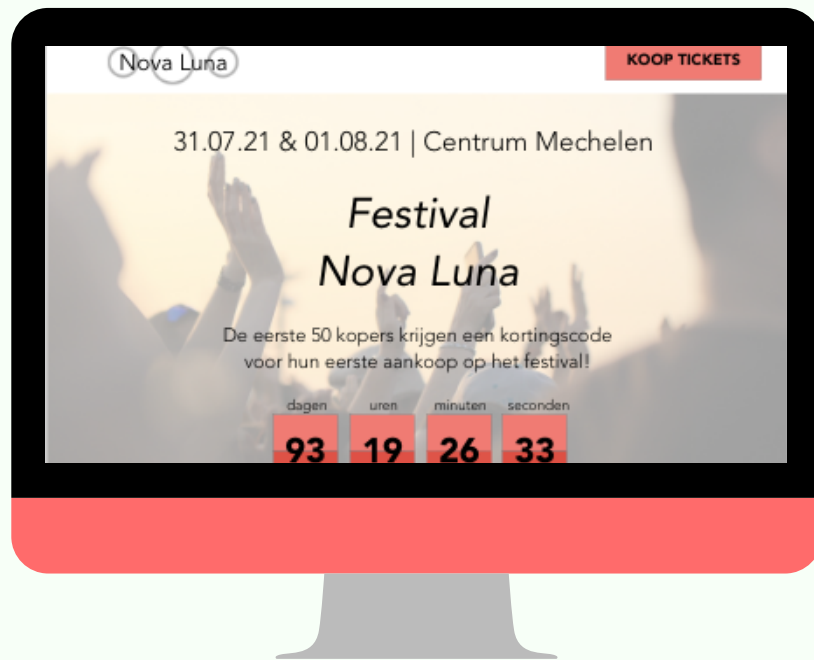 Nova Luna
KOOP TICKETS
31.07.21 & 01.08.21 | Centrum Mechelen
Festival
Nova Luna
De eerste 50 kopers krijgen een kortingscode
voor hun eerste aankoop op het festival!
dagen uren minuten seconden
93 19 26 33